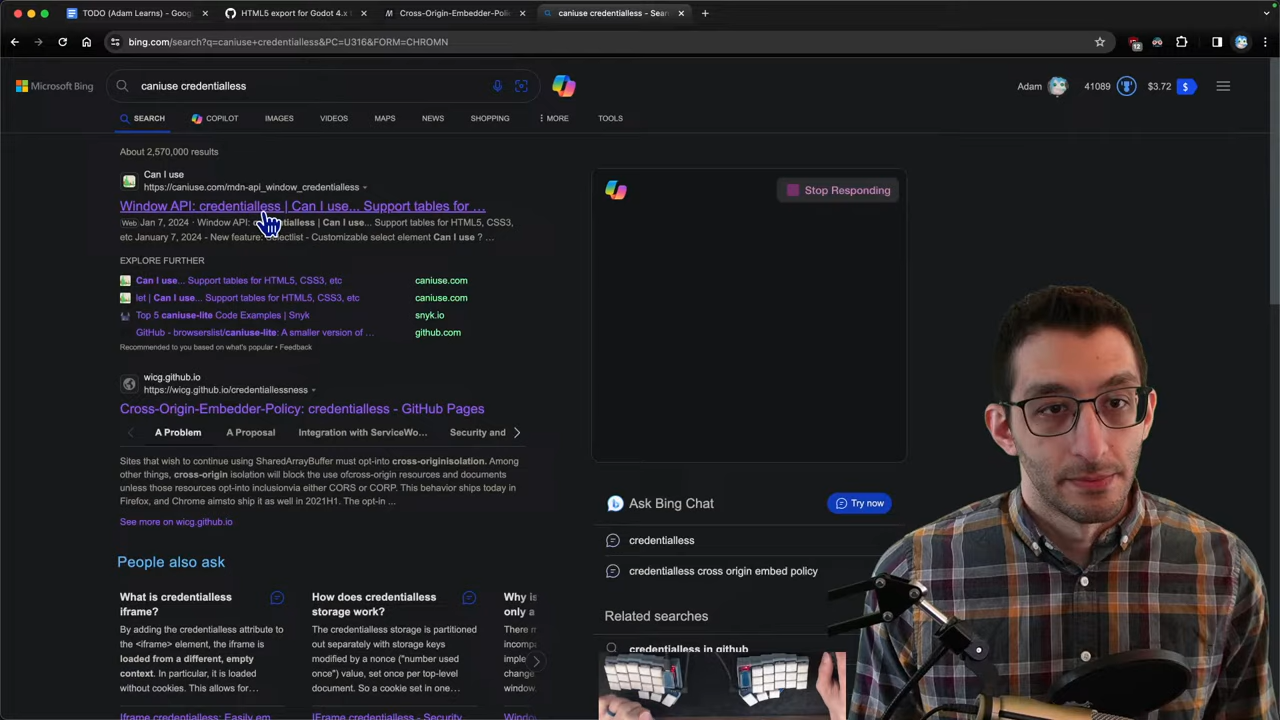 TODO (Adam Learns) - Goog
HTML5 export for Godot 4.x
Cross-Origin-Embedder-Poli
caniuse credentialless - Sear
bing.com/search?q=caniuse+credentialless&PC=U316&FORM=CHROMN
12
Microsoft Bing
caniuse credentialless
Adam
41089
$3.72
SEARCH
COPILOT
IMAGES
VIDEOS
MAPS
NEWS
SHOPPING
MORE
TOOLS
About 2,570,000 results
Can I use
https://caniuse.com/mdn-api_window_credentialless
Window API: credentialless | Can I use... Support tables for ...
Web Jan 7, 2024 · Window API: credentialless | Can I use... Support tables for HTML5, CSS3,
etc January 7, 2024 - New feature: Selectlist - Customizable select element Can I use ? ...
EXPLORE FURTHER
Can I use... Support tables for HTML5, CSS3, etc
caniuse.com
let | Can I use... Support tables for HTML5, CSS3, etc
caniuse.com
Top 5 caniuse-lite Code Examples | Snyk
snyk.io
GitHub - browserslist/caniuse-lite: A smaller version of ...
github.com
Recommended to you based on what's popular • Feedback
wicg.github.io
https://wicg.github.io/credentiallessness
Cross-Origin-Embedder-Policy: credentialless - GitHub Pages
A Problem
A Proposal
Integration with ServiceWo...
Security and
Sites that wish to continue using SharedArrayBuffer must opt-into cross-originisolation. Among
other things, cross-origin isolation will block the use ofcross-origin resources and documents
unless those resources opt-into inclusionvia either CORS or CORP. This behavior ships today in
Firefox, and Chrome aimsto ship it as well in 2021H1. The opt-in ...
See more on wicg.github.io
People also ask
What is credentialless
iframe?
By adding the credentialless attribute to
the <iframe> element, the iframe is
loaded from a different, empty
context. In particular, it is loaded
without cookies. This allows for...
How does credentialless
storage work?
The credentialless storage is partitioned
out separately with storage keys
modified by a nonce ("number used
once") value, set once per top-level
document. So a cookie set in one...
Why is
only a
There m
incompa
impleme
change
window.
Iframe credentialless: Easily em
IFrame credentialless - Security
Window
Stop Responding
Ask Bing Chat
Try now
credentialless
credentialless cross origin embed policy
Related searches
credentialless in github